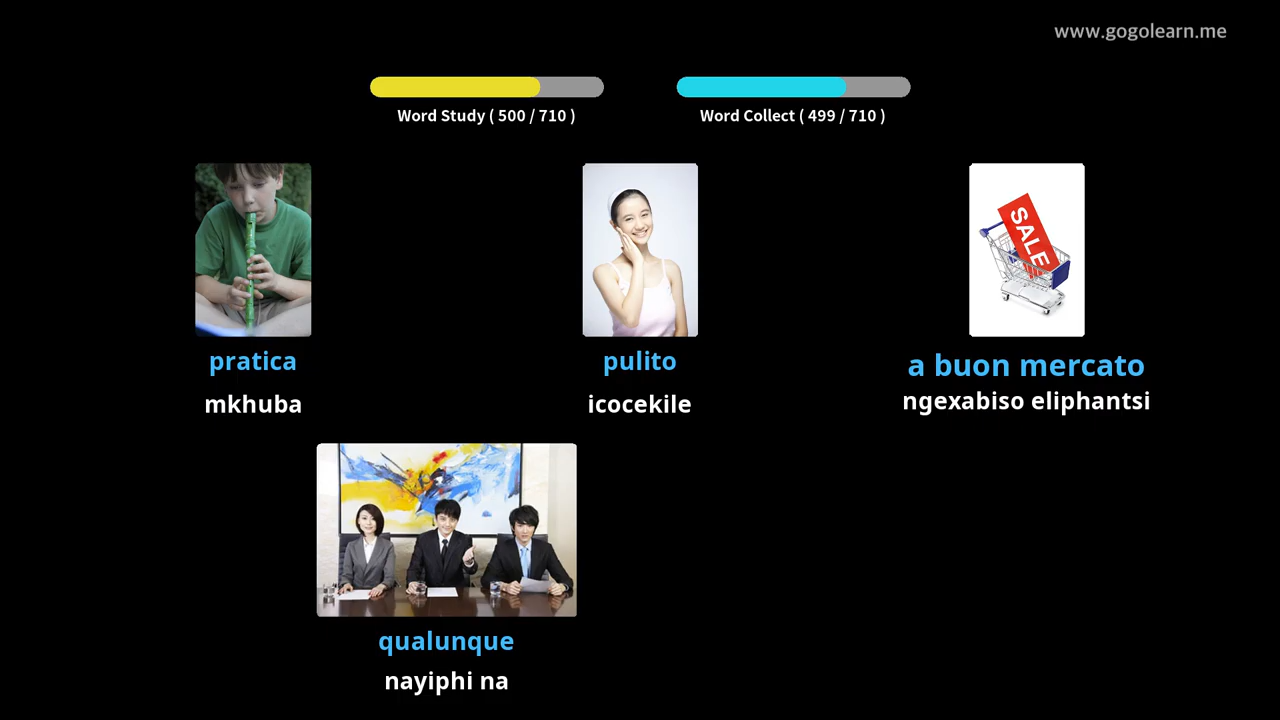 www.gogolearn.me
Word Study ( 500 / 710 )
Word Collect ( 499 / 710 )
SALE
pratica
mkhuba
pulito
icocekile
a buon mercato
ngexabiso eliphantsi
qualunque
nayiphi na